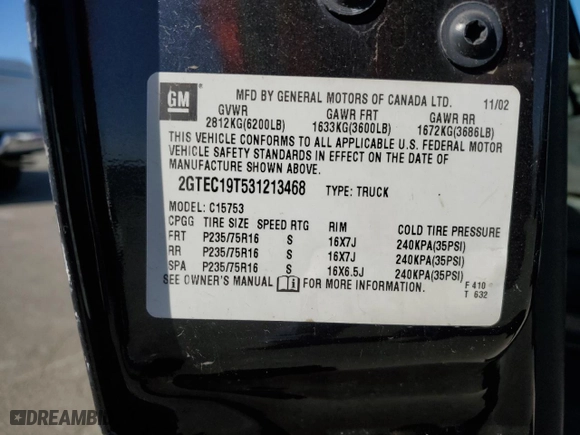 GM
MFD BY GENERAL MOTORS OF CANADA LTD. 11/02
GVWR GAWR FRT GAWR RR
2812KG(6200LB) 1633KG(3600LB) 1672KG(3686LB)
THIS VEHICLE CONFORMS TO ALL APPLICABLE U.S. FEDERAL MOTOR
VEHICLE SAFETY STANDARDS IN EFFECT ON THE DATE OF
MANUFACTURE SHOWN ABOVE.
2GTEC19T531213468 TYPE: TRUCK
MODEL: C15753
CPGG TIRE SIZE SPEED RTG RIM COLD TIRE PRESSURE
FRT P235/75R16 S 16X7J 240KPA(35PSI)
RR P235/75R16 S 16X7J 240KPA(35PSI)
SPA P235/75R16 S 16X6.5J 240KPA(35PSI)
SEE OWNER'S MANUAL FOR MORE INFORMATION.
F 410
T 632